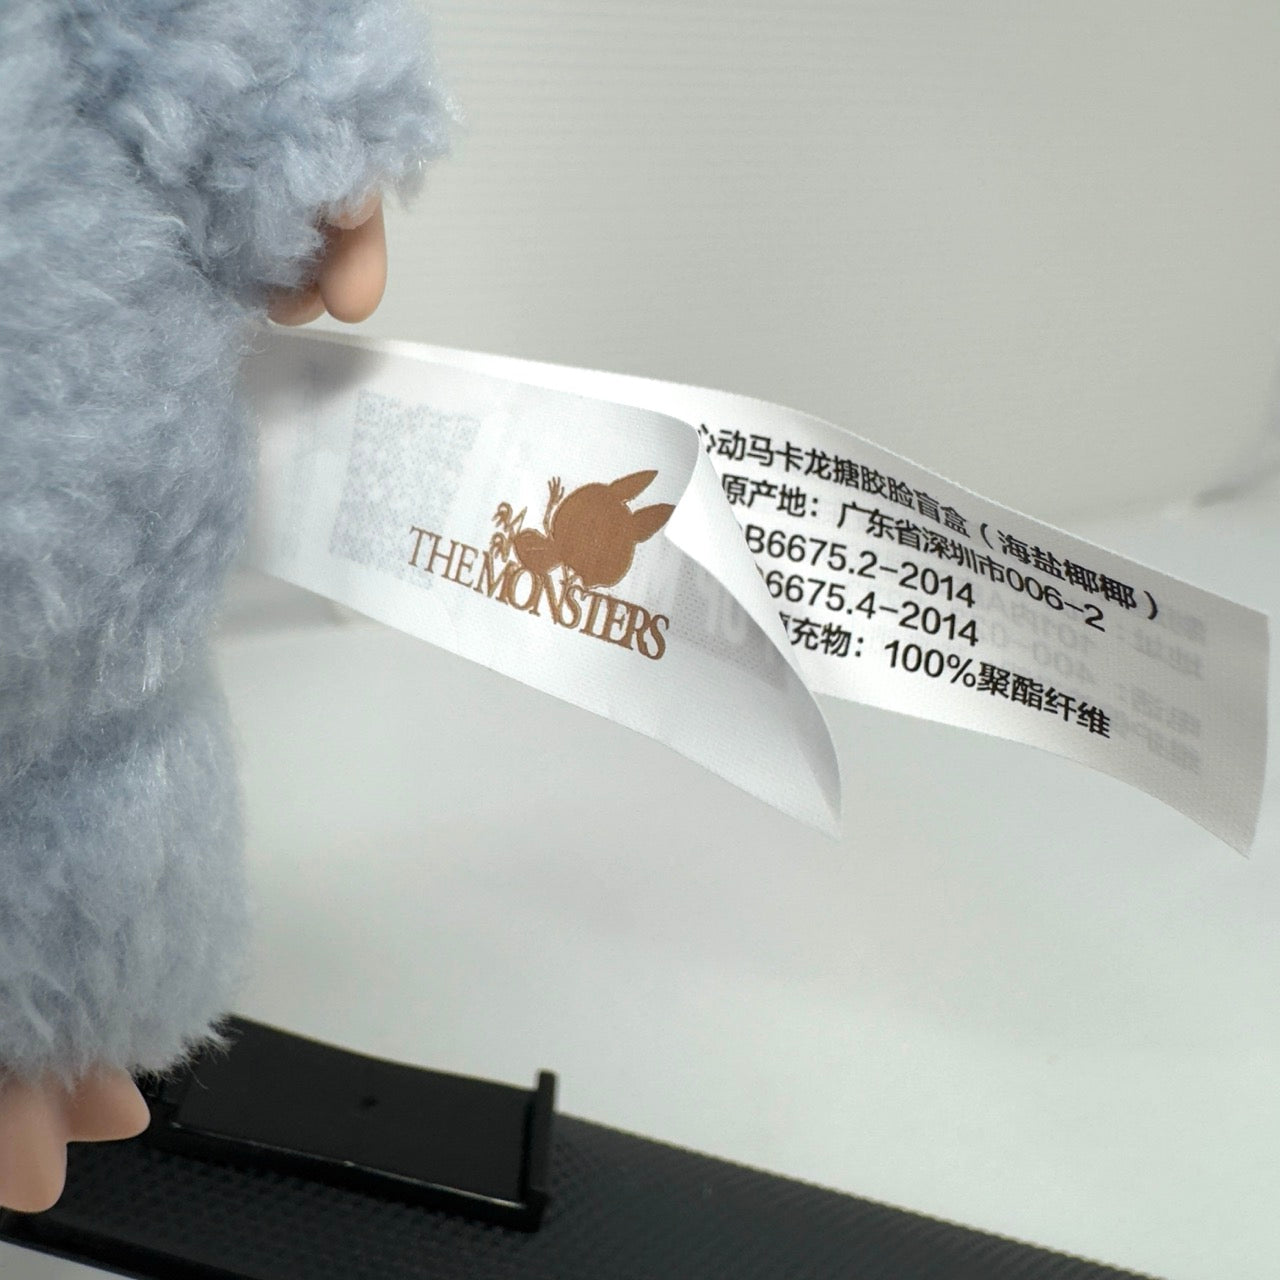 THE MONSTERS
心动马卡龙搪胶脸盲盒（海盐椰椰）
原产地：广东省深圳市006-2
B6675.2-2014
6675.4-2014
充物：100%聚酯纤维